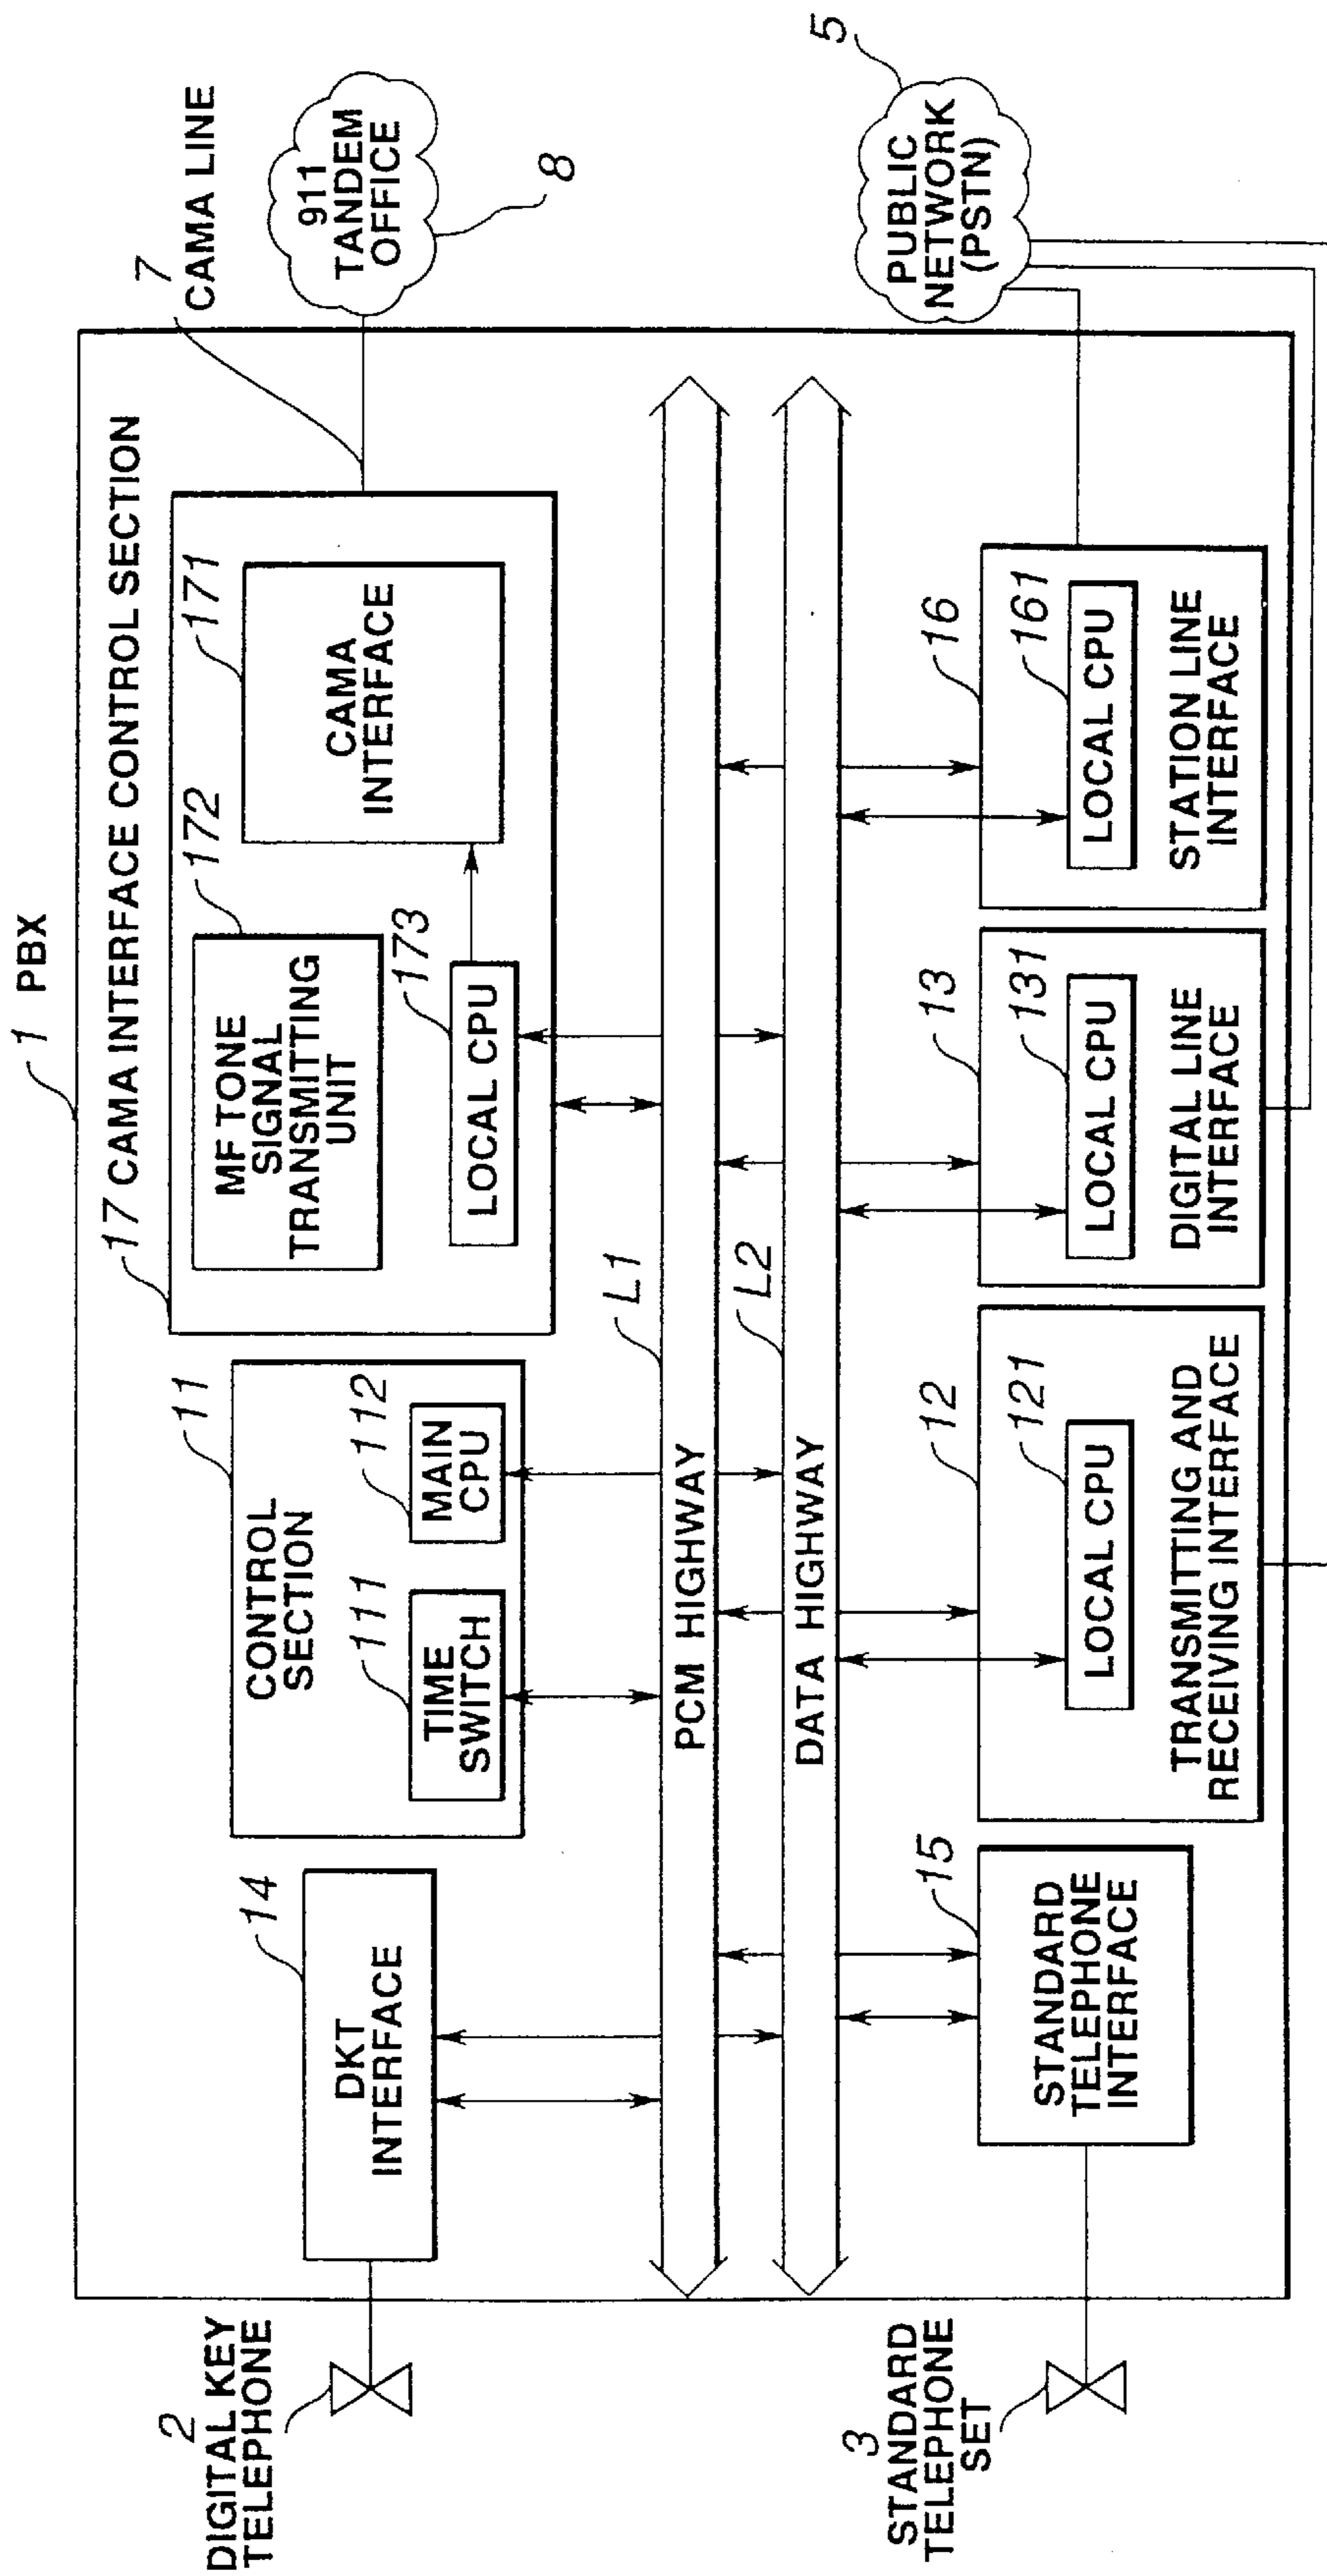 1 PBX
17 CAMA INTERFACE CONTROL SECTION
7
CAMA LINE
172
171
MF TONE
SIGNAL
TRANSMITTING
UNIT
CAMA
INTERFACE
173
LOCAL CPU
911
TANDEM
OFFICE
8
11
CONTROL
SECTION
111
112
TIME
SWITCH
MAIN
CPU
14
DKT
INTERFACE
2
DIGITAL KEY
TELEPHONE
L1
PCM HIGHWAY
L2
DATA HIGHWAY
5
PUBLIC
NETWORK
(PSTN)
3
STANDARD
TELEPHONE
SET
15
STANDARD
TELEPHONE
INTERFACE
12
121
LOCAL CPU
TRANSMITTING AND
RECEIVING INTERFACE
13
131
LOCAL CPU
DIGITAL LINE
INTERFACE
16
161
LOCAL CPU
STATION LINE
INTERFACE